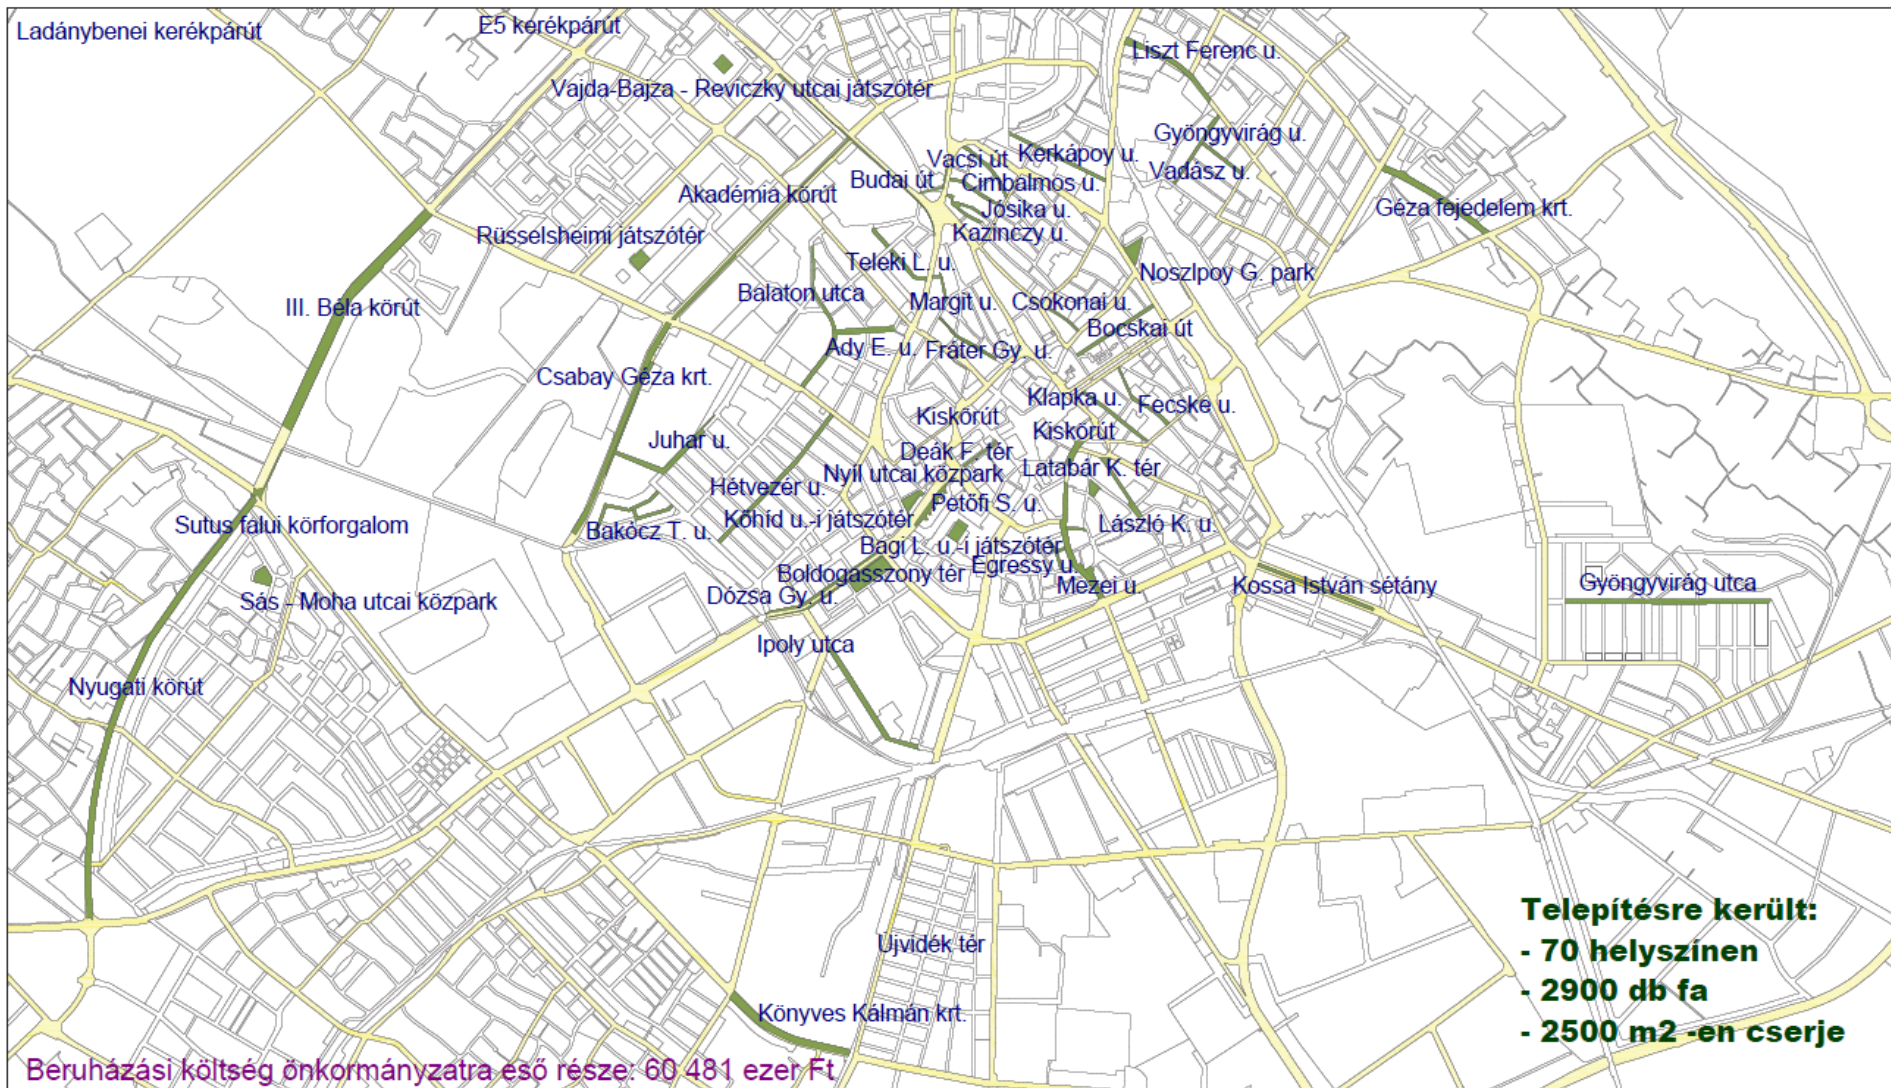 Ladánybenei kerékpárút
E5 kerékpárút
Liszt Ferenc u.
Vajda-Bajza - Reviczky utcai játszótér
Gyöngyvirág u.
Vacsi út
Kerkápoy u.
Vadász u.
Budai út
Cimbalmos u.
Akadémia körút
Jósika u.
Géza fejedelem krt.
Kazinczy u.
Rüsselsheimi játszótér
Teleki L. u.
Noszlpoy G. park
Balaton utca
Margit u.
Csokonai u.
III. Béla körút
Bocskai út
Ady E. u.
Fráter Gy. u.
Csabay Géza krt.
Klapka u.
Fecske u.
Kiskőrút
Kiskőrút
Juhar u.
Deák F. tér
Latabár K. tér
Nyíl utcai közpark
Hétvezér u.
Petőfi S. u.
Sutus falui körforgalom
Kőhíd u.-i játszótér
László K. u.
Bakócz T. u.
Bagi L. u.-i játszótér
Egressy u.
Boldogasszony tér
Mezei u.
Kossa István sétány
Gyöngyvirág utca
Dózsa Gy. u.
Sás - Moha utcai közpark
Ipoly utca
Nyugati körút
Telepítésre került:
- 70 helyszínen
- 2900 db fa
- 2500 m2 -en cserje
Ujvidék tér
Könyves Kálmán krt.
Beruházási költség önkormányzatra eső része: 60 481 ezer Ft